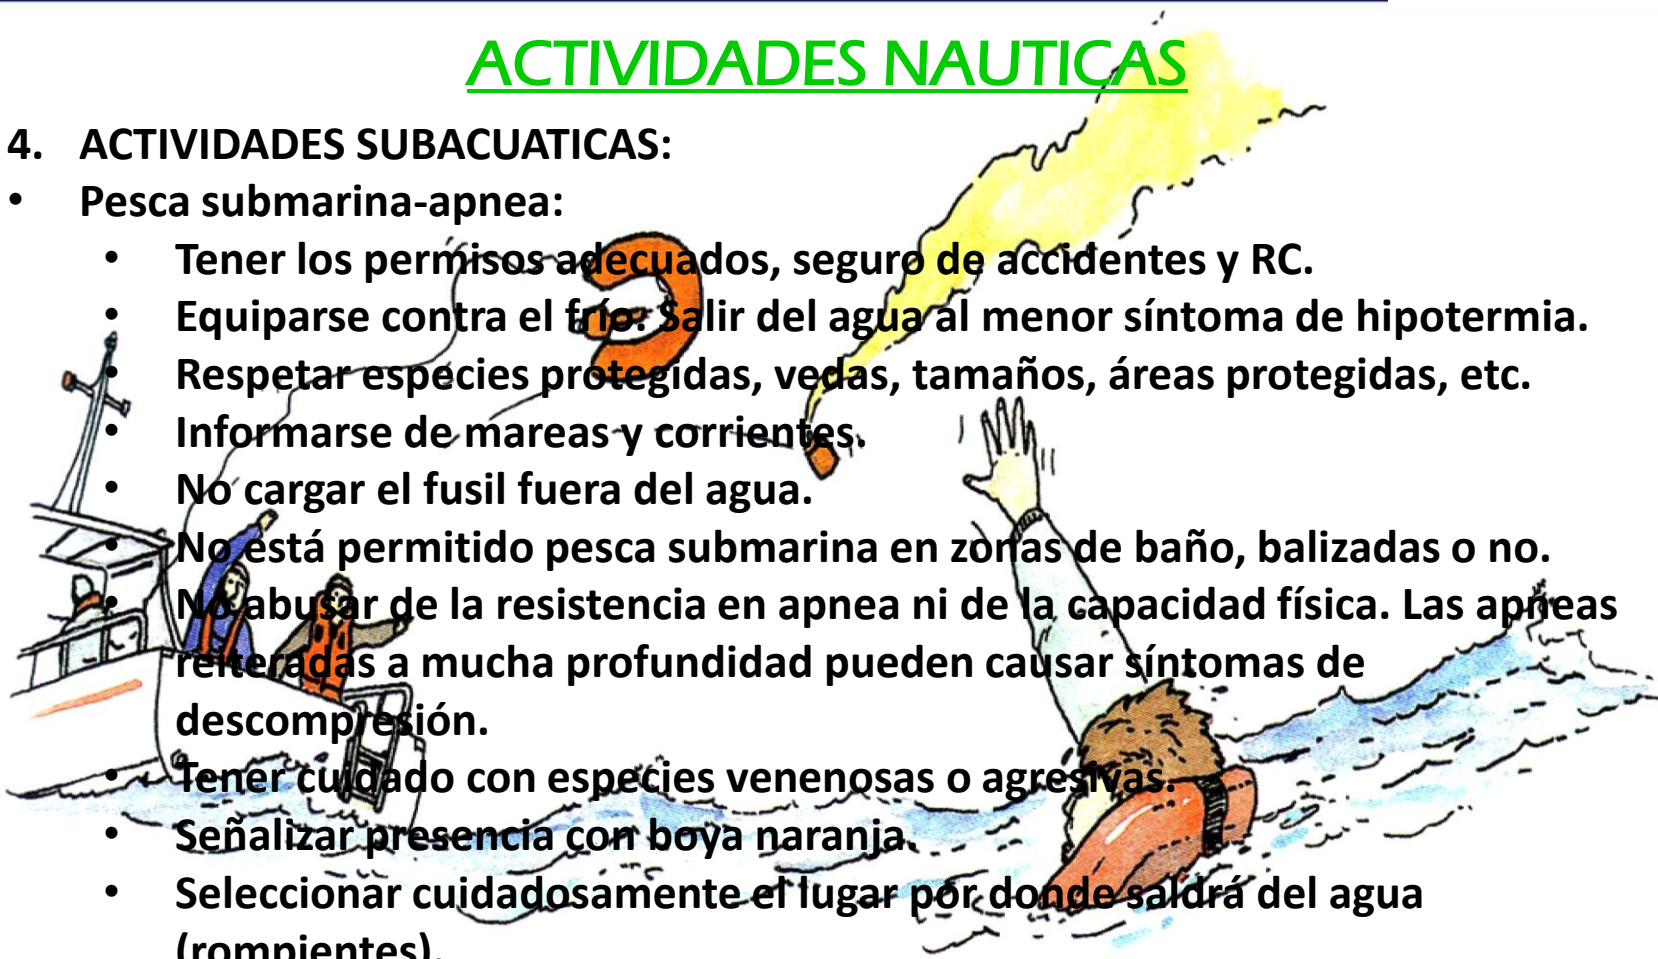 ACTIVIDADES NAUTICAS
4. ACTIVIDADES SUBACUATICAS:
• Pesca submarina-apnea:
• Tener los permisos adecuados, seguro de accidentes y RC.
• Equiparse contra el frío. Salir del agua al menor síntoma de hipotermia.
• Respetar especies protegidas, vedas, tamaños, áreas protegidas, etc.
• Informarse de mareas y corrientes.
• No cargar el fusil fuera del agua.
• No está permitido pesca submarina en zonas de baño, balizadas o no.
• No abusar de la resistencia en apnea ni de la capacidad física. Las apneas
reiteradas a mucha profundidad pueden causar síntomas de
descompresión.
• Tener cuidado con especies venenosas o agresivas.
• Señalizar presencia con boya naranja.
• Seleccionar cuidadosamente el lugar por donde saldrá del agua
(rompientes).